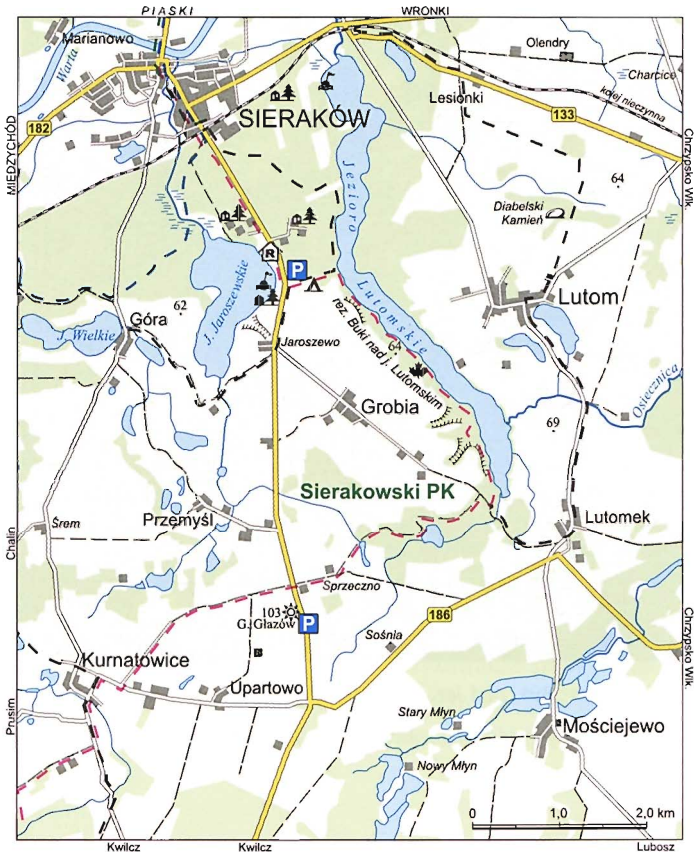 PIASKI
WRONKI
Marianowo
Warta
Olendry
Charcice
Lesionki
kolej nieczynna
133
SIERAKÓW
182
MIĘDZYCHÓD
Chrzypsko Wlk.
64
Diabelski
Kamień
Jezioro
Lutomskie
R
P
Lutom
J. Jaroszewskie
62
Góra
J. Wielkie
rez. Buki nad j. Lutomskim
64
Jaroszewo
Grobia
Osiecznica
69
Sierakowski PK
Przemyśl
Śrem
Lutomek
Chalin
Sprzeczno
103
G. Głazów
P
186
Sośnia
Chrzypsko Wlk.
Kurnatowice
Upartowo
Prusim
Stary Młyn
Mościejewo
Nowy Młyn
0 1,0 2,0 km
Kwilcz
Kwilcz
Lubosz